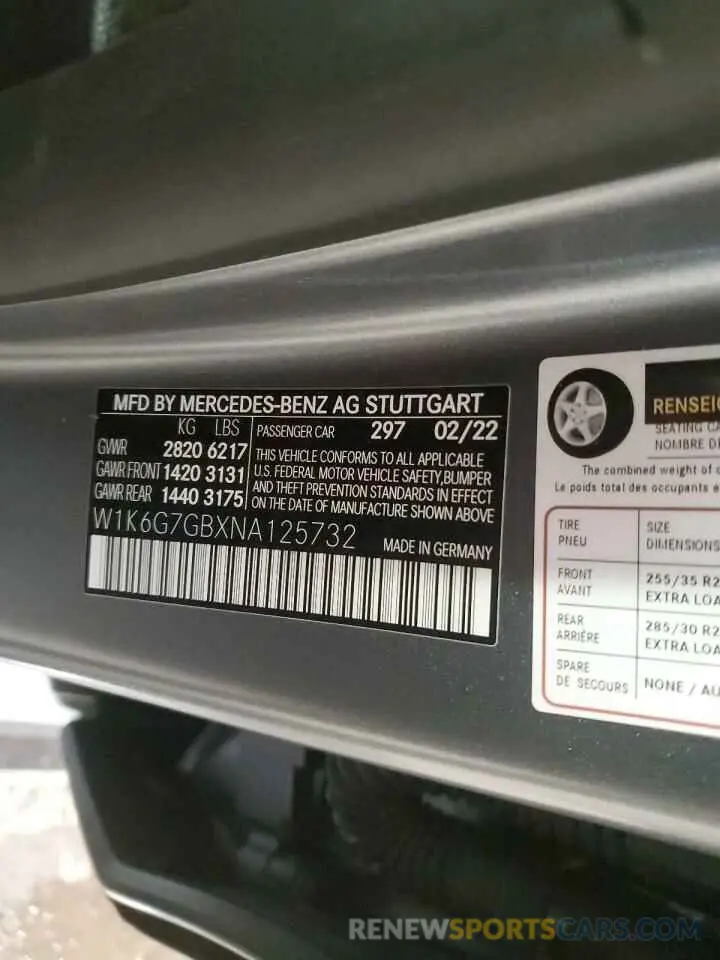 MFD BY MERCEDES-BENZ AG STUTTGART
KG LBS
GVWR 2820 6217
GAWR FRONT 1420 3131
GAWR REAR 1440 3175
PASSENGER CAR 297 02/22
THIS VEHICLE CONFORMS TO ALL APPLICABLE
U.S. FEDERAL MOTOR VEHICLE SAFETY, BUMPER
AND THEFT PREVENTION STANDARDS IN EFFECT
ON THE DATE OF MANUFACTURE SHOWN ABOVE
W1K6G7GBXNA125732
MADE IN GERMANY
RENSEIG
SEATING CA
NOMBRE D
The combined weight of
Le poids total des occupants e
TIRE
PNEU
SIZE
DIMENSIONS
FRONT
AVANT
255/35 R2
EXTRA LOA
REAR
ARRIÉRE
285/30 R2
EXTRA LOA
SPARE
DE SECOURS
NONE / AU
RENEWSPORTSCARS.COM